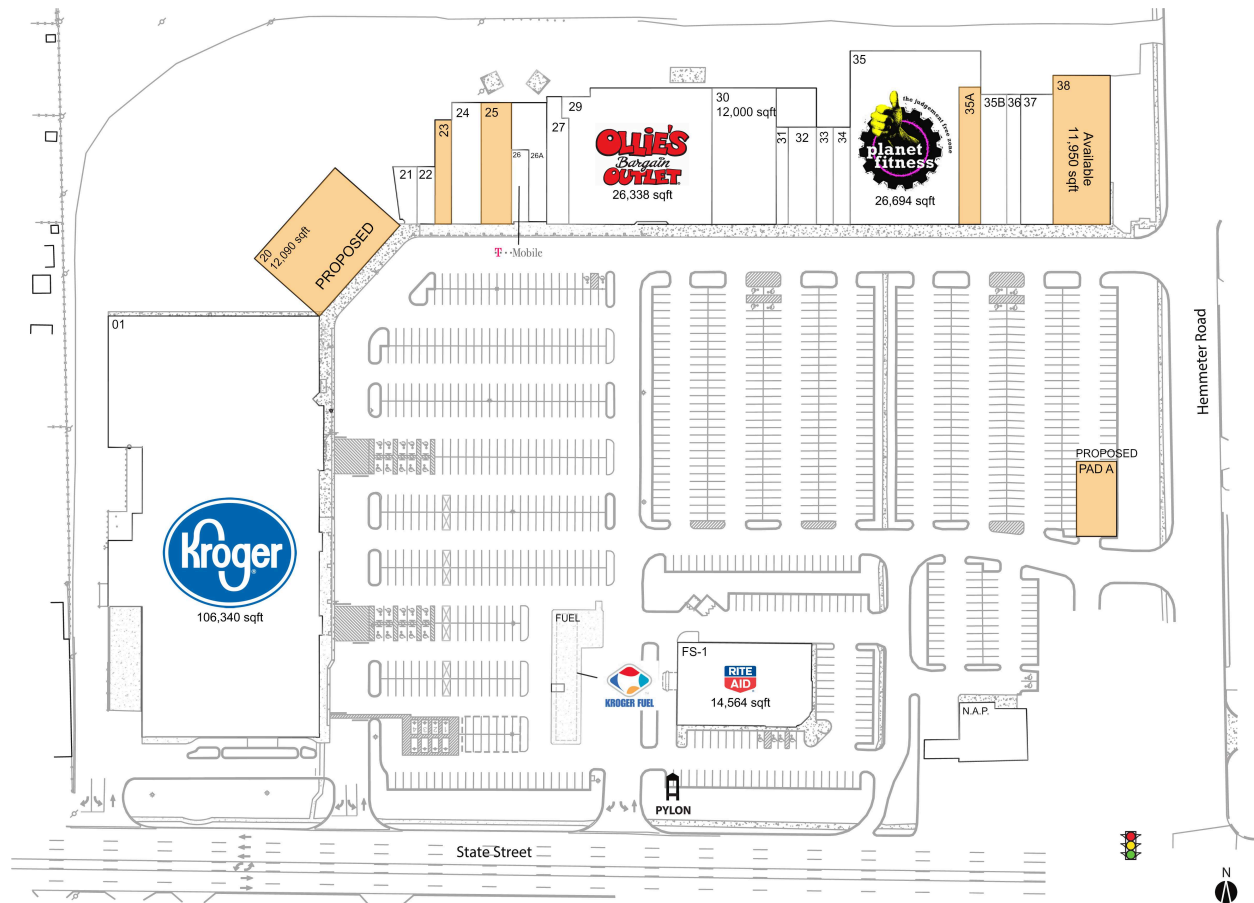 35
38
24
25
30
12,000 sqft
29
35A
35B
36
37
23
27
the judgement free zone
planet
fitness
Available
11,950 sqft
OLLIE'S
Bargain
OUTLET
26,338 sqft
31
32
33
34
26
26A
21
22
26,694 sqft
20
12,090 sqft
PROPOSED
T··Mobile
01
Hemmeter Road
PROPOSED
PAD A
Kroger
106,340 sqft
FUEL
FS-1
RITE
AID
KROGER FUEL
14,564 sqft
N.A.P.
PYLON
State Street
N